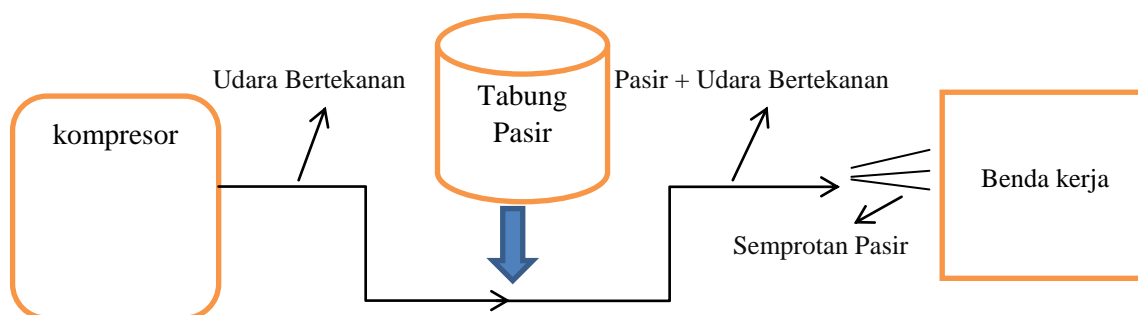 Udara Bertekanan
Tabung
Pasir
Pasir + Udara Bertekanan
kompresor
Benda kerja
Semprotan Pasir